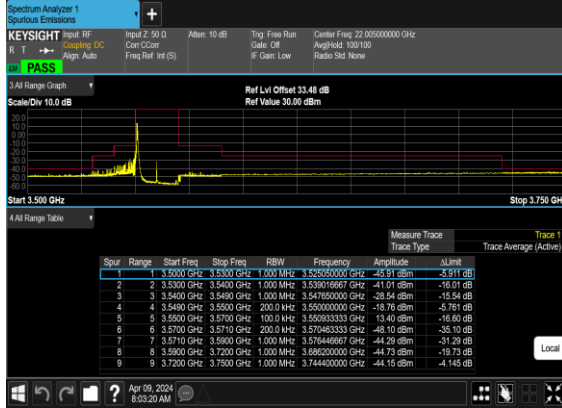 Spectrum Analyzer 1
Spurious Emissions
+
KEYSIGHT Input: RF Input Z: 50 Ω Atten: 10 dB Trig: Free Run Center Freq: 22.005000000 GHz
R T Coupling: DC Corr CCorr Gate: Off Avg|Hold: 100/100
Align: Auto Freq Ref: Int (S) IF Gain: Low Radio Std: None
PASS
3 All Range Graph
Ref Lvl Offset 33.48 dB
Scale/Div 10.0 dB Ref Value 30.00 dBm
20.0
10.0
0.00
-10.0
-20.0
-30.0
-40.0
-50.0
-60.0
Start 3.500 GHz Stop 3.750 GH
4 All Range Table
Measure Trace Trace 1
Trace Type Trace Average (Active)
Spur Range Start Freq Stop Freq RBW Frequency Amplitude ΔLimit
1 1 3.5000 GHz 3.5300 GHz 1.000 MHz 3.525050000 GHz -45.91 dBm -5.911 dB
2 2 3.5300 GHz 3.5400 GHz 1.000 MHz 3.539016667 GHz -41.01 dBm -16.01 dB
3 3 3.5400 GHz 3.5490 GHz 1.000 MHz 3.547650000 GHz -28.54 dBm -15.54 dB
4 4 3.5490 GHz 3.5500 GHz 200.0 kHz 3.550000000 GHz -18.76 dBm -5.761 dB
5 5 3.5500 GHz 3.5700 GHz 100.0 kHz 3.550933333 GHz 13.40 dBm -16.60 dB
6 6 3.5700 GHz 3.5710 GHz 200.0 kHz 3.570463333 GHz -48.10 dBm -35.10 dB
7 7 3.5710 GHz 3.5900 GHz 1.000 MHz 3.576446667 GHz -44.29 dBm -31.29 dB
8 8 3.5900 GHz 3.7200 GHz 1.000 MHz 3.686200000 GHz -44.73 dBm -19.73 dB
9 9 3.7200 GHz 3.7500 GHz 1.000 MHz 3.744400000 GHz -44.15 dBm -4.145 dB
Local
? Apr 09, 2024
8:03:20 AM